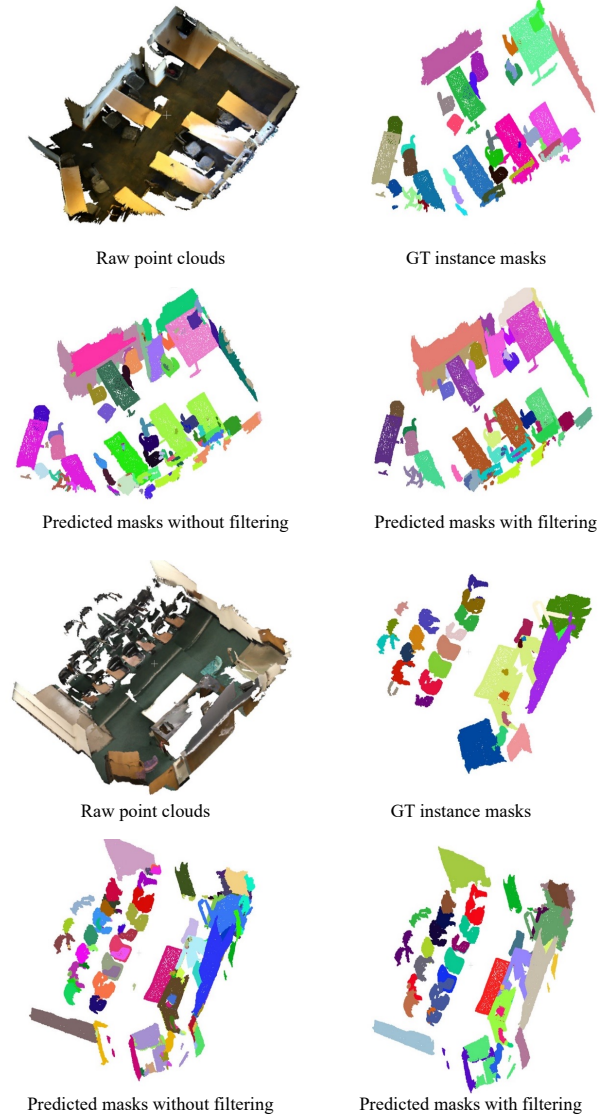 Raw point clouds
GT instance masks
Predicted masks without filtering
Predicted masks with filtering
Raw point clouds
GT instance masks
Predicted masks without filtering
Predicted masks with filtering